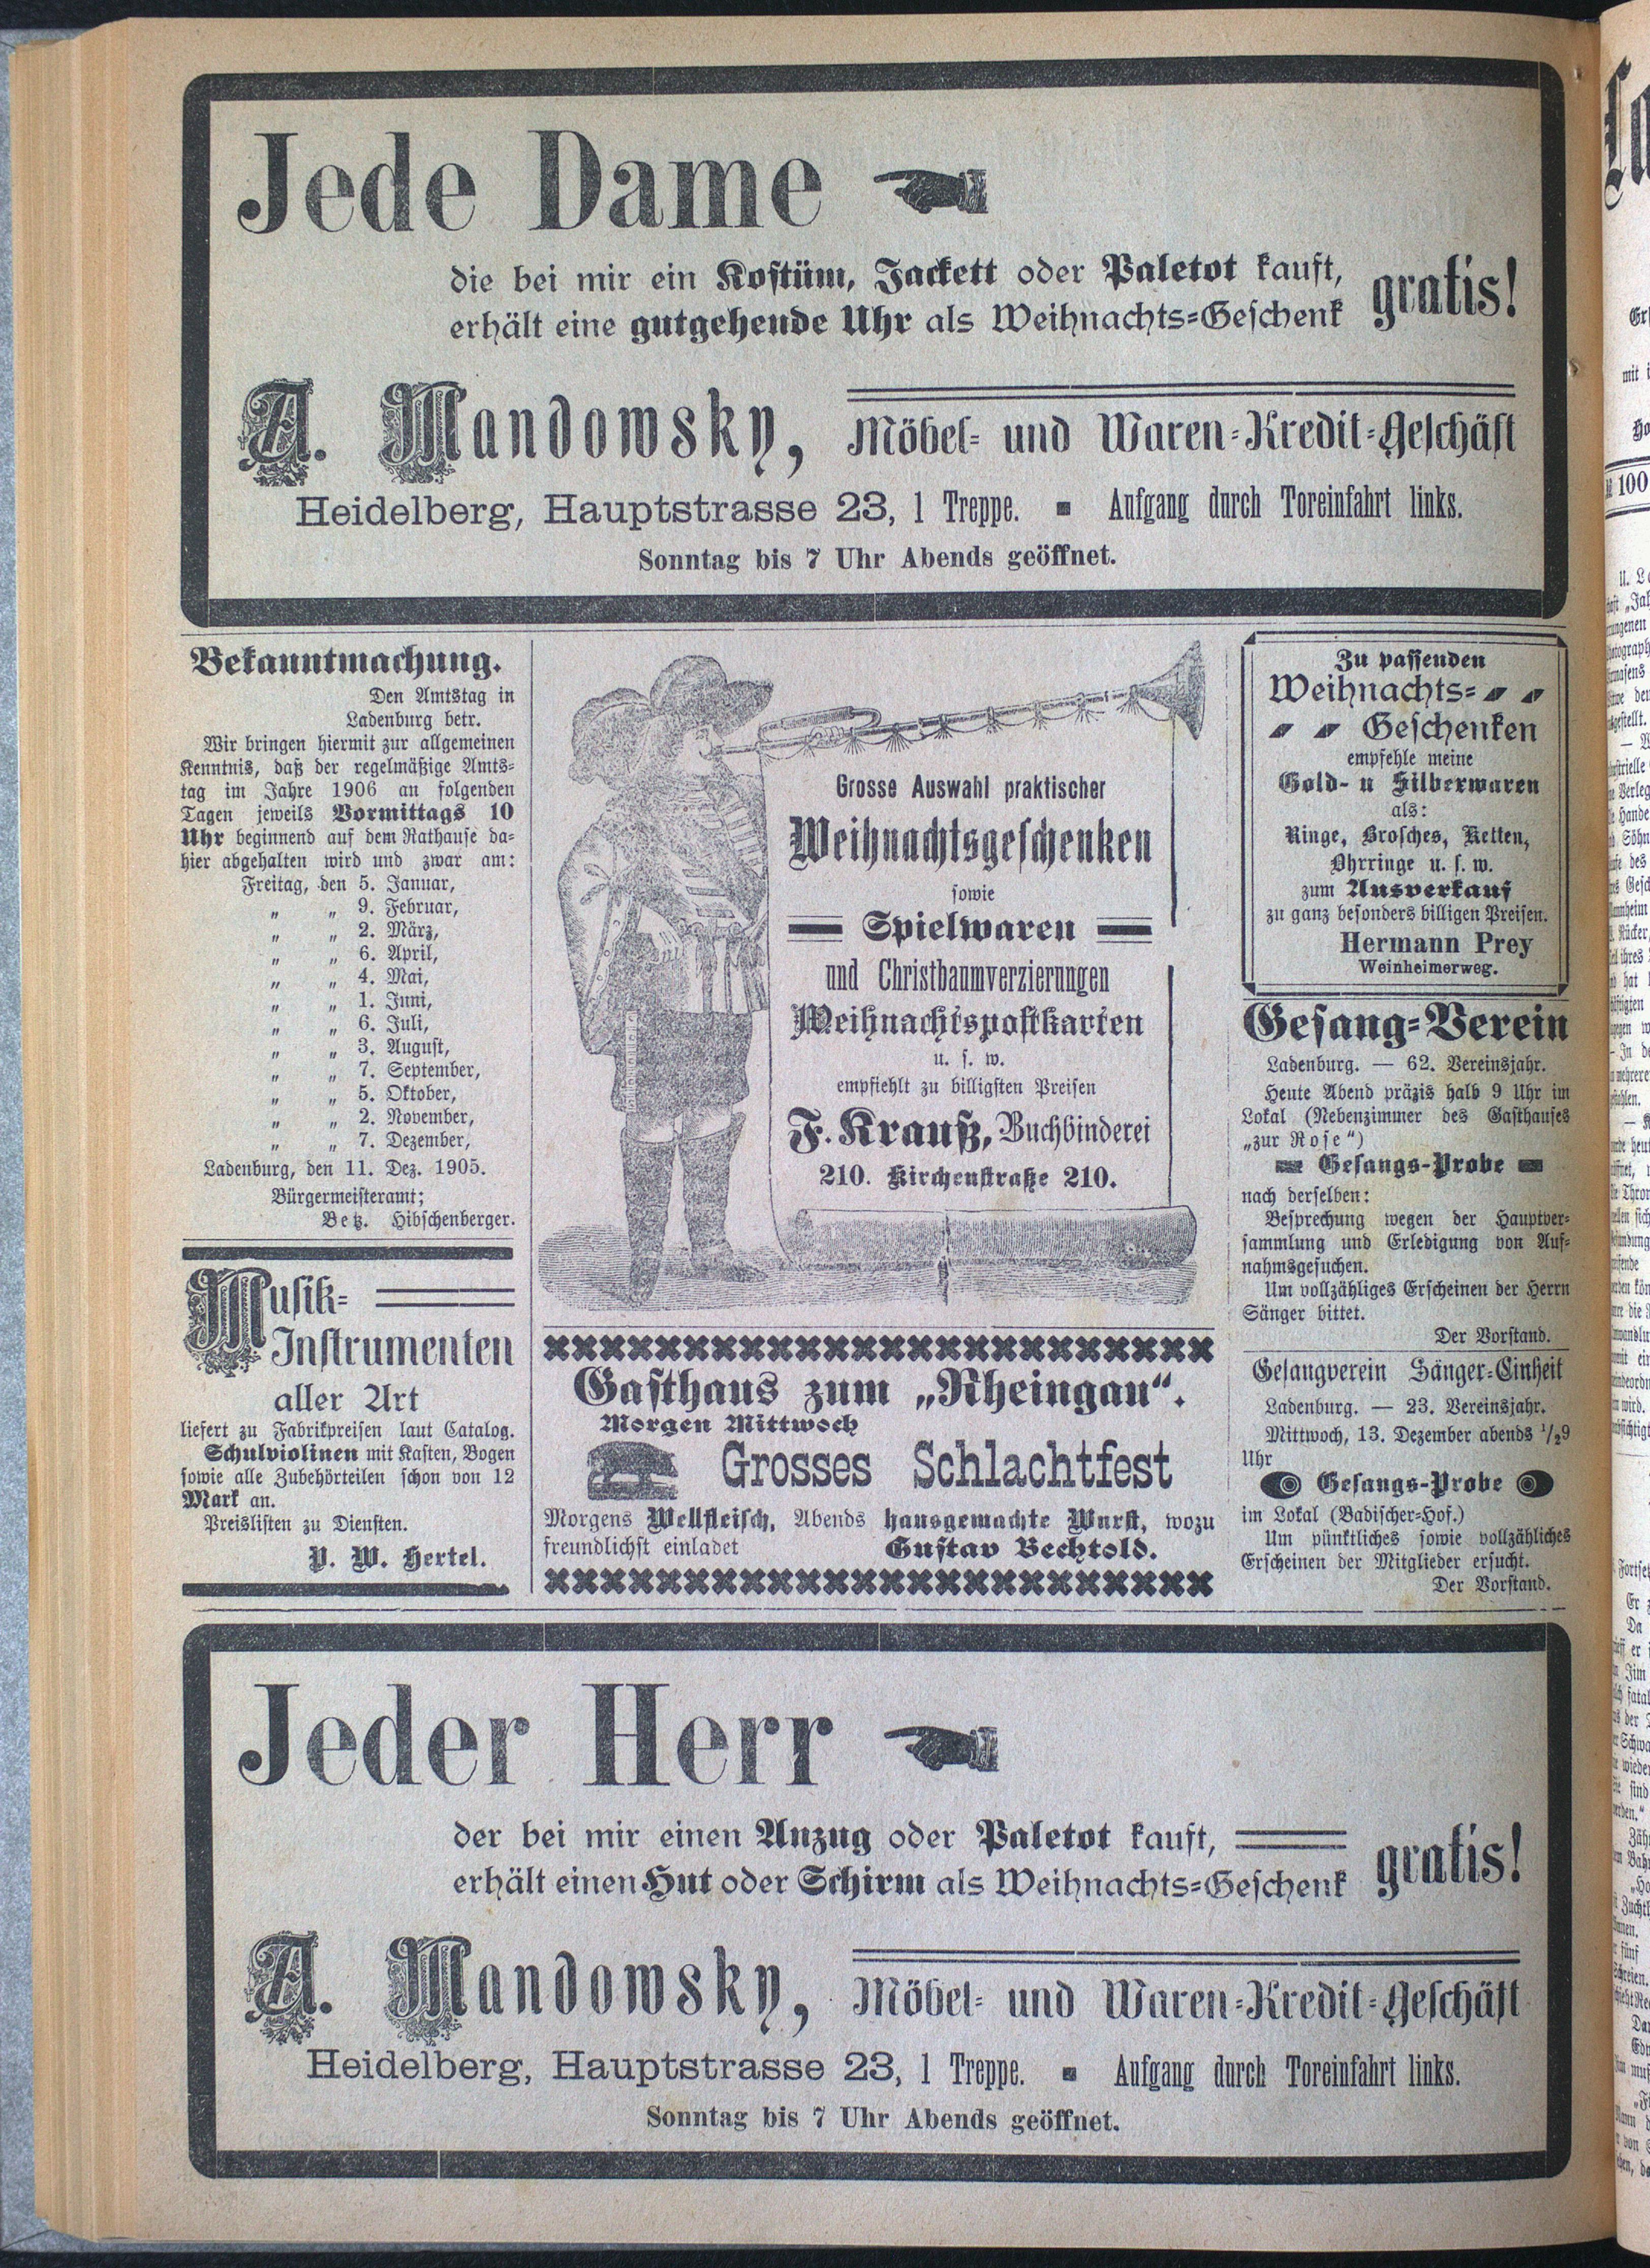 Jede Dame
die bei mir ein Kostüm, Jackett oder Paletot kauft,
erhält eine gutgehende Uhr als Weihnachts=Geschenk
gratis!
A. Mandowsky,
Möbel= und Waren=Kredit=Geschäft
Heidelberg, Hauptstrasse 23, 1 Treppe. ▪ Aufgang durch Toreinfahrt links.
Sonntag bis 7 Uhr Abends geöffnet.
Bekanntmachung.
Den Amtstag in
Ladenburg betr.
Wir bringen hiermit zur allgemeinen
Kenntnis, daß der regelmäßige Amts=
tag im Jahre 1906 an folgenden
Tagen jeweils Vormittags 10
Uhr beginnend auf dem Rathause da=
hier abgehalten wird und zwar am:
Freitag, den 5. Januar,
„ „ 9. Februar,
„ „ 2. März,
„ „ 6. April,
„ „ 4. Mai,
„ „ 1. Juni,
„ „ 6. Juli,
„ „ 3. August,
„ „ 7. September,
„ „ 5. Oktober,
„ „ 2. November,
„ „ 7. Dezember,
Ladenburg, den 11. Dez. 1905.
Bürgermeisteramt;
Betz. Hibschenberger.
Musik=
Instrumenten
aller Art
liefert zu Fabrikpreisen laut Catalog.
Schulviolinen mit Kasten, Bogen
sowie alle Zubehörteilen schon von 12
Mark an.
Preislisten zu Diensten.
P. W. Hertel.
Grosse Auswahl praktischer
Weihnachtsgeschenken
sowie
Spielwaren
und Christbaumverzierungen
Weihnachtspostkarten
u. s. w.
empfiehlt zu billigsten Preisen
F. Krauß, Buchbinderei
210. Kirchenstraße 210.
Gasthaus zum „Rheingau“.
Morgen Mittwoch
Grosses Schlachtfest
Morgens Wellfleisch, Abends hausgemachte Wurst, wozu
freundlichst einladet Gustav Bechtold.
Zu passenden
Weihnachts=
Geschenken
empfehle meine
Gold- u Silberwaren
als:
Ringe, Brosches, Ketten,
Ohrringe u. s. w.
zum Ausverkauf
zu ganz besonders billigen Preisen.
Hermann Prey
Weinheimerweg.
Gesang=Verein
Ladenburg. — 62. Vereinsjahr.
Heute Abend präzis halb 9 Uhr im
Lokal (Nebenzimmer des Gasthauses
„zur Rose“)
Gesangs-Probe
nach derselben:
Besprechung wegen der Hauptver=
sammlung und Erledigung von Auf=
nahmsgesuchen.
Um vollzähliges Erscheinen der Herrn
Sänger bittet.
Der Vorstand.
Gesangverein Sänger=Einheit
Ladenburg. — 23. Vereinsjahr.
Mittwoch, 13. Dezember abends 1/29
Uhr
Gesangs-Probe
im Lokal (Badischer=Hof.)
Um pünktliches sowie vollzähliches
Erscheinen der Mitglieder ersucht.
Der Vorstand.
Jeder Herr
der bei mir einen Anzug oder Paletot kauft,
erhält einen Hut oder Schirm als Weihnachts=Geschenk
gratis!
A. Mandowsky,
Möbel= und Waren=Kredit=Geschäft
Heidelberg, Hauptstrasse 23, 1 Treppe. ▪ Aufgang durch Toreinfahrt links.
Sonntag bis 7 Uhr Abends geöffnet.